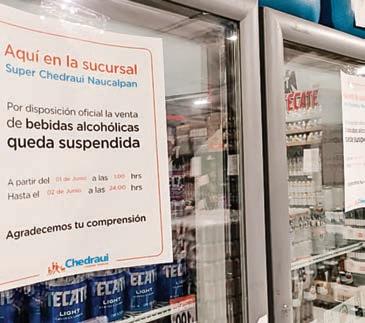 Aquí en la sucursal
Super Chedraui Naucalpan
Por disposición oficial la venta
de bebidas alcohólicas
queda suspendida
A partir del 01 de Junio a las 1:00 hrs
Hasta el 02 de Junio a las 24:00 hrs
Agradecemos tu comprensión
Chedraui
TECATE
TECATE
LIGHT
LIGHT
LIGHT